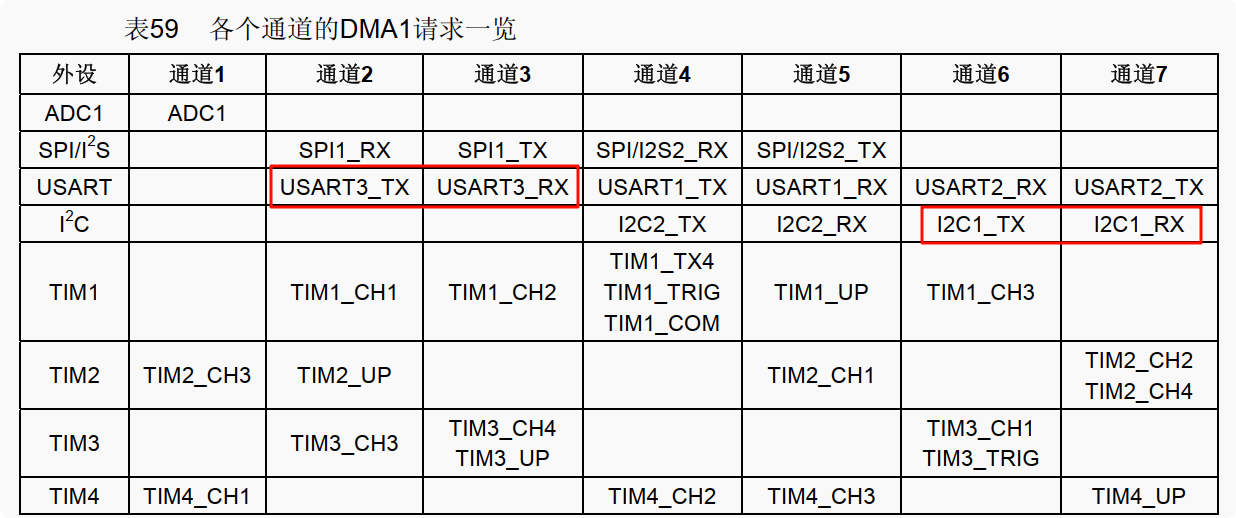 表59 各个通道的DMA1请求一览
外设 通道1 通道2 通道3 通道4 通道5 通道6 通道7
ADC1 ADC1
SPI/I2S SPI1_RX SPI1_TX SPI/I2S2_RX SPI/I2S2_TX
USART USART3_TX USART3_RX USART1_TX USART1_RX USART2_RX USART2_TX
I2C I2C2_TX I2C2_RX I2C1_TX I2C1_RX
TIM1 TIM1_CH1 TIM1_CH2 TIM1_TX4 TIM1_TRIG TIM1_COM TIM1_UP TIM1_CH3
TIM2 TIM2_CH3 TIM2_UP TIM2_CH1 TIM2_CH2 TIM2_CH4
TIM3 TIM3_CH3 TIM3_CH4 TIM3_UP TIM3_CH1 TIM3_TRIG
TIM4 TIM4_CH1 TIM4_CH2 TIM4_CH3 TIM4_UP